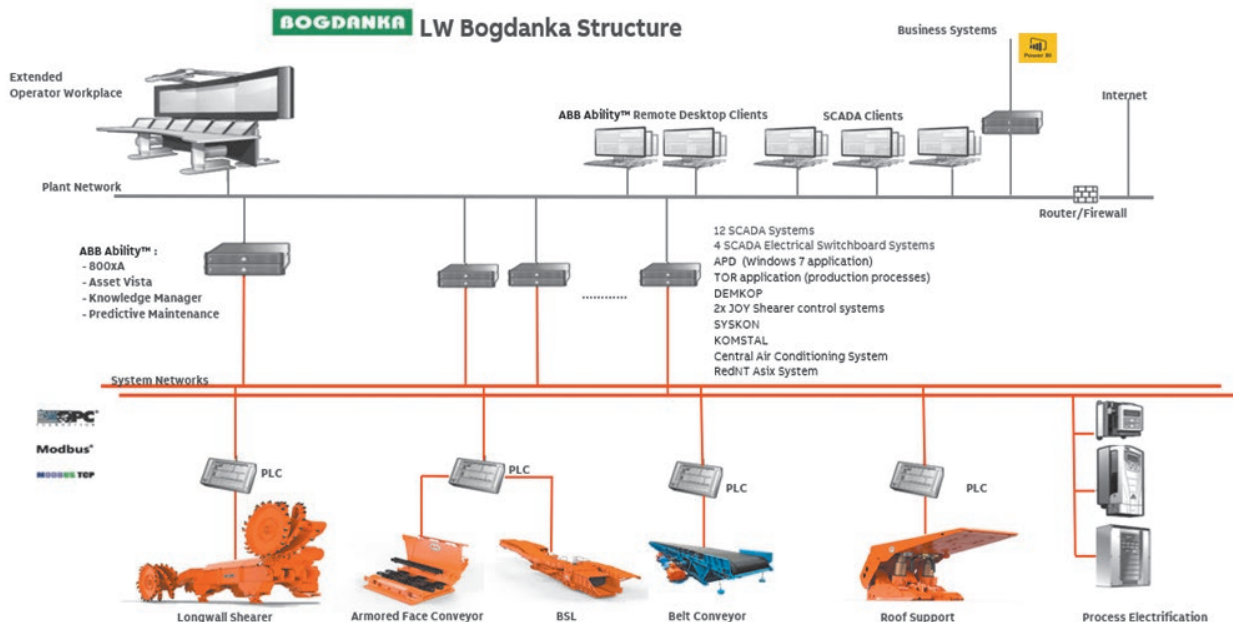 BOGDANKA LW Bogdanka Structure
Business Systems
Power BI
Extended
Operator Workplace
Internet
ABB Ability™ Remote Desktop Clients
SCADA Clients
Plant Network
Router/Firewall
ABB Ability™ :
- 800xA
- Asset Vista
- Knowledge Manager
- Predictive Maintenance
............
12 SCADA Systems
4 SCADA Electrical Switchboard Systems
APD (Windows 7 application)
TOR application (production processes)
DEMKOP
2x JOY Shearer control systems
SYSKON
KOMSTAL
Central Air Conditioning System
RedNT Asix System
System Networks
OPC®
FOUNDATION
Modbus®
MODBUS TCP
PLC
PLC
PLC
PLC
Longwall Shearer
Armored Face Conveyor
BSL
Belt Conveyor
Roof Support
Process Electrification